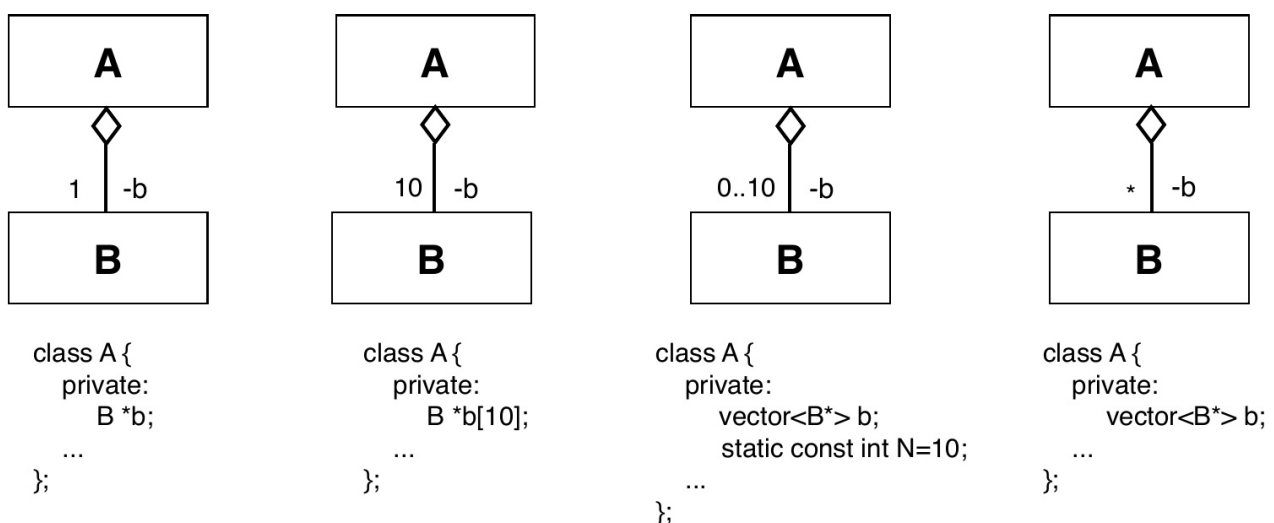 A
1 -b
B
class A {
private:
B *b;
...
};
A
10 -b
B
class A {
private:
B *b[10];
...
};
A
0..10 -b
B
class A {
private:
vector<B*> b;
static const int N=10;
...
};
A
* -b
B
class A {
private:
vector<B*> b;
...
};